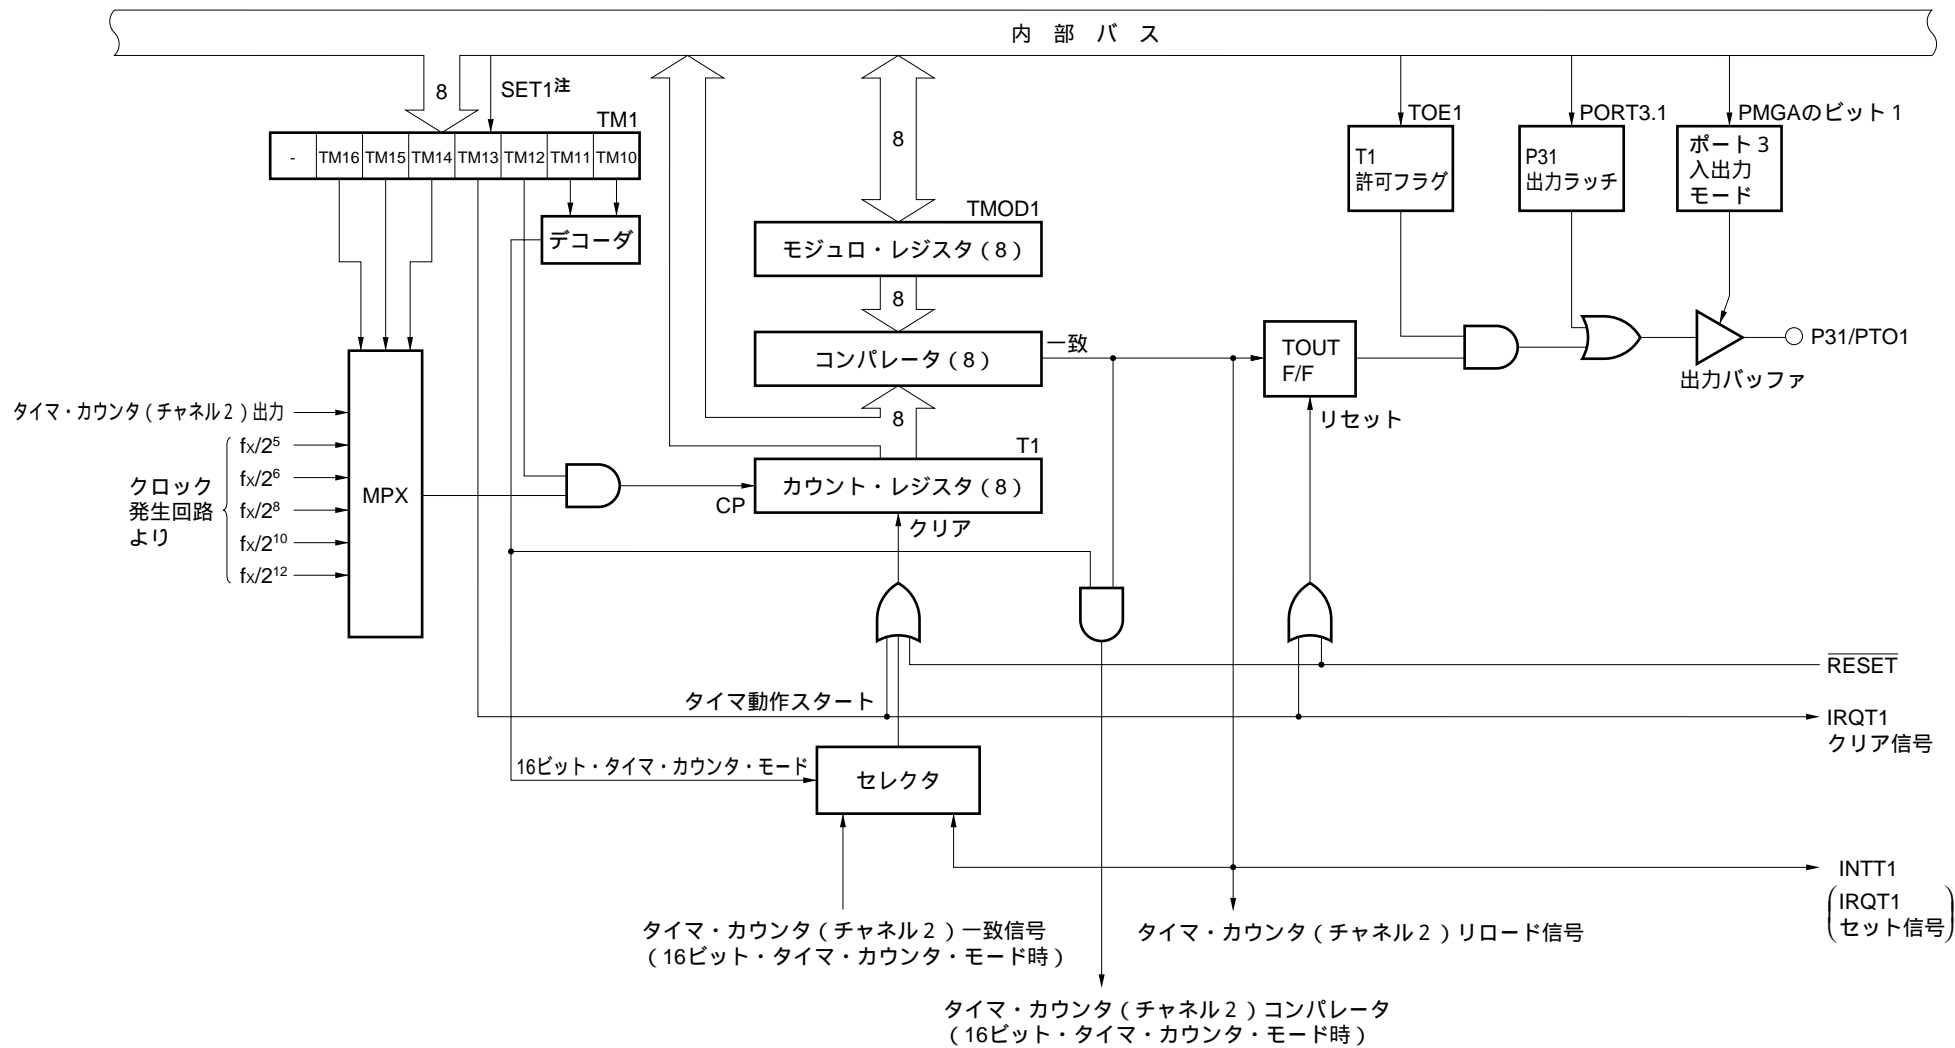 内 部 バ ス
8
SET1注
TM1
- TM16 TM15 TM14 TM13 TM12 TM11 TM10
デコーダ
8
TMOD1
モジュロ・レジスタ(8)
8
コンパレータ(8)
一致
8
T1
カウント・レジスタ(8)
CP
クリア
TOE1
T1
許可フラグ
PORT3.1
P31
出力ラッチ
PMGAのビット1
ポート3
入出力
モード
TOUT
F/F
リセット
出力バッファ
P31/PTO1
タイマ・カウンタ(チャネル2)出力
fx/2⁵
fx/2⁶
fx/2⁸
fx/2¹⁰
fx/2¹²
クロック
発生回路
より
MPX
RESET
タイマ動作スタート
IRQT1
クリア信号
16ビット・タイマ・カウンタ・モード
セレクタ
INTT1
(IRQT1
セット信号)
タイマ・カウンタ(チャネル2)一致信号
(16ビット・タイマ・カウンタ・モード時)
タイマ・カウンタ(チャネル2)リロード信号
タイマ・カウンタ(チャネル2)コンパレータ
(16ビット・タイマ・カウンタ・モード時)